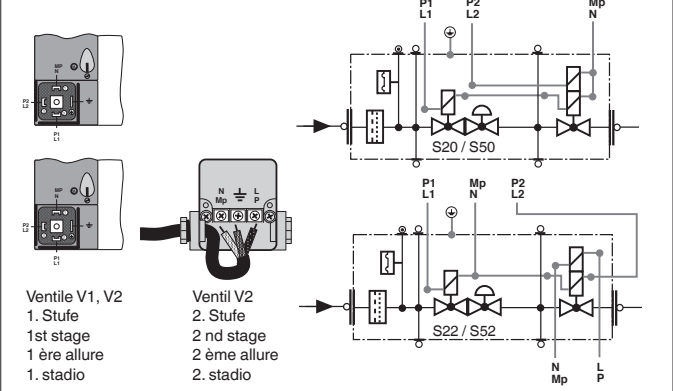 P1 P2 Mp
L1 L2 N
MP
N
P2
L2
P1
L1
S20 / S50
MP
N
P2
L2
P1
L1
N L
Mp P
P1 Mp P2
L1 N L2
S22 / S52
N L
Mp P
Ventile V1, V2
1. Stufe
1st stage
1 ère allure
1. stadio
Ventil V2
2. Stufe
2 nd stage
2 ème allure
2. stadio